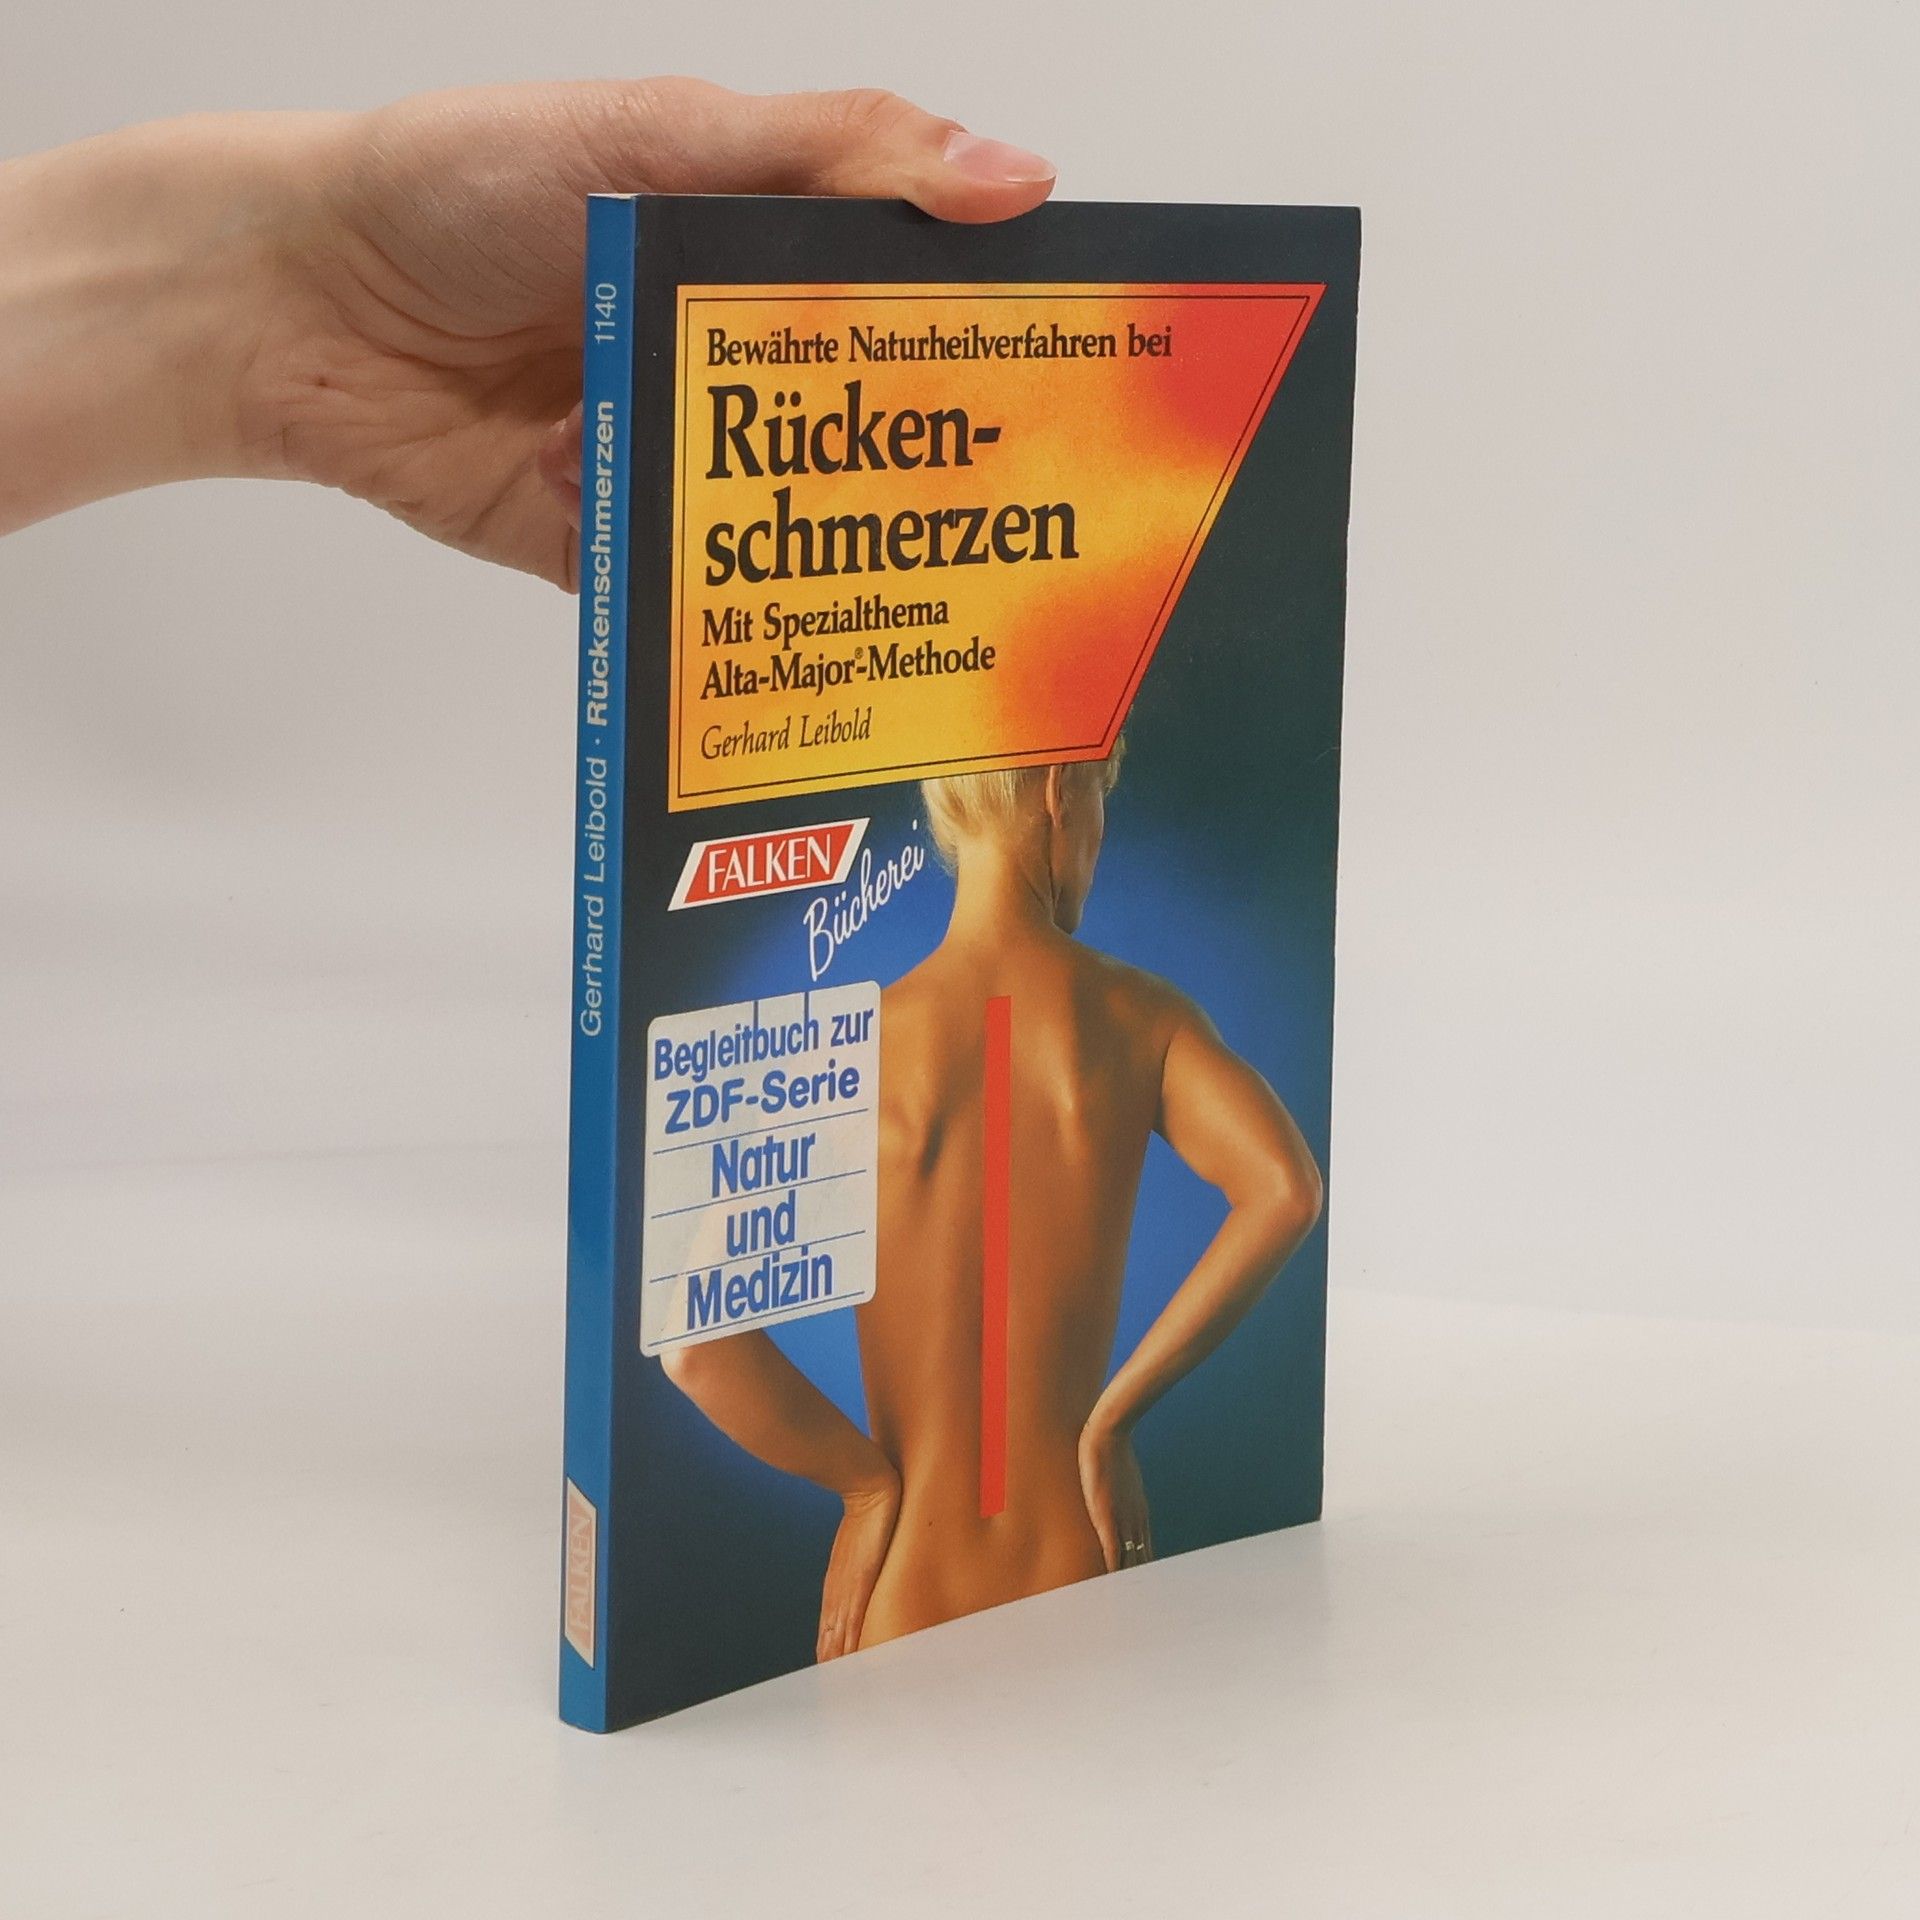 Bewährte Naturheilverfahren bei
Rücken-
schmerzen
Mit Spezialthema
Alta-Major®-Methode
Gerhard Leibold
FALKEN
Bücherei
Begleitbuch zur
ZDF-Serie
Natur
und
Medizin
Gerhard Leibold · Rückenschmerzen 1140
FALKEN